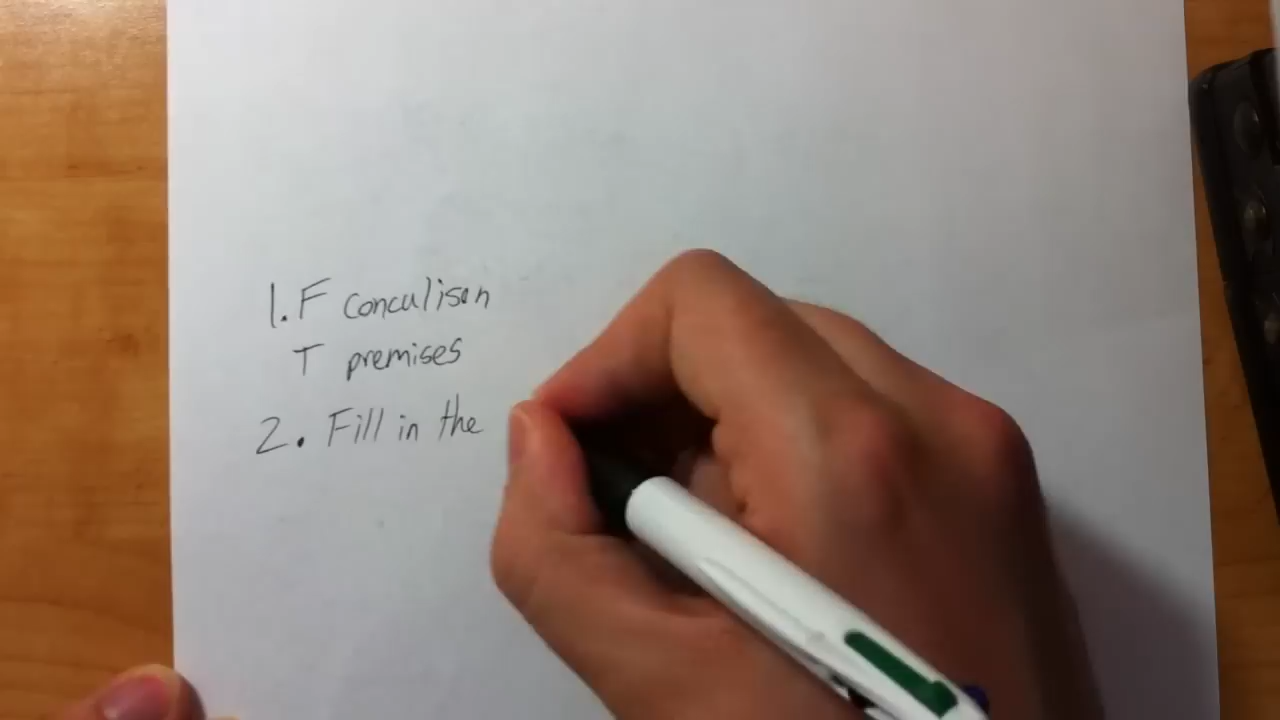 1. F conculison
T premises
2. Fill in the